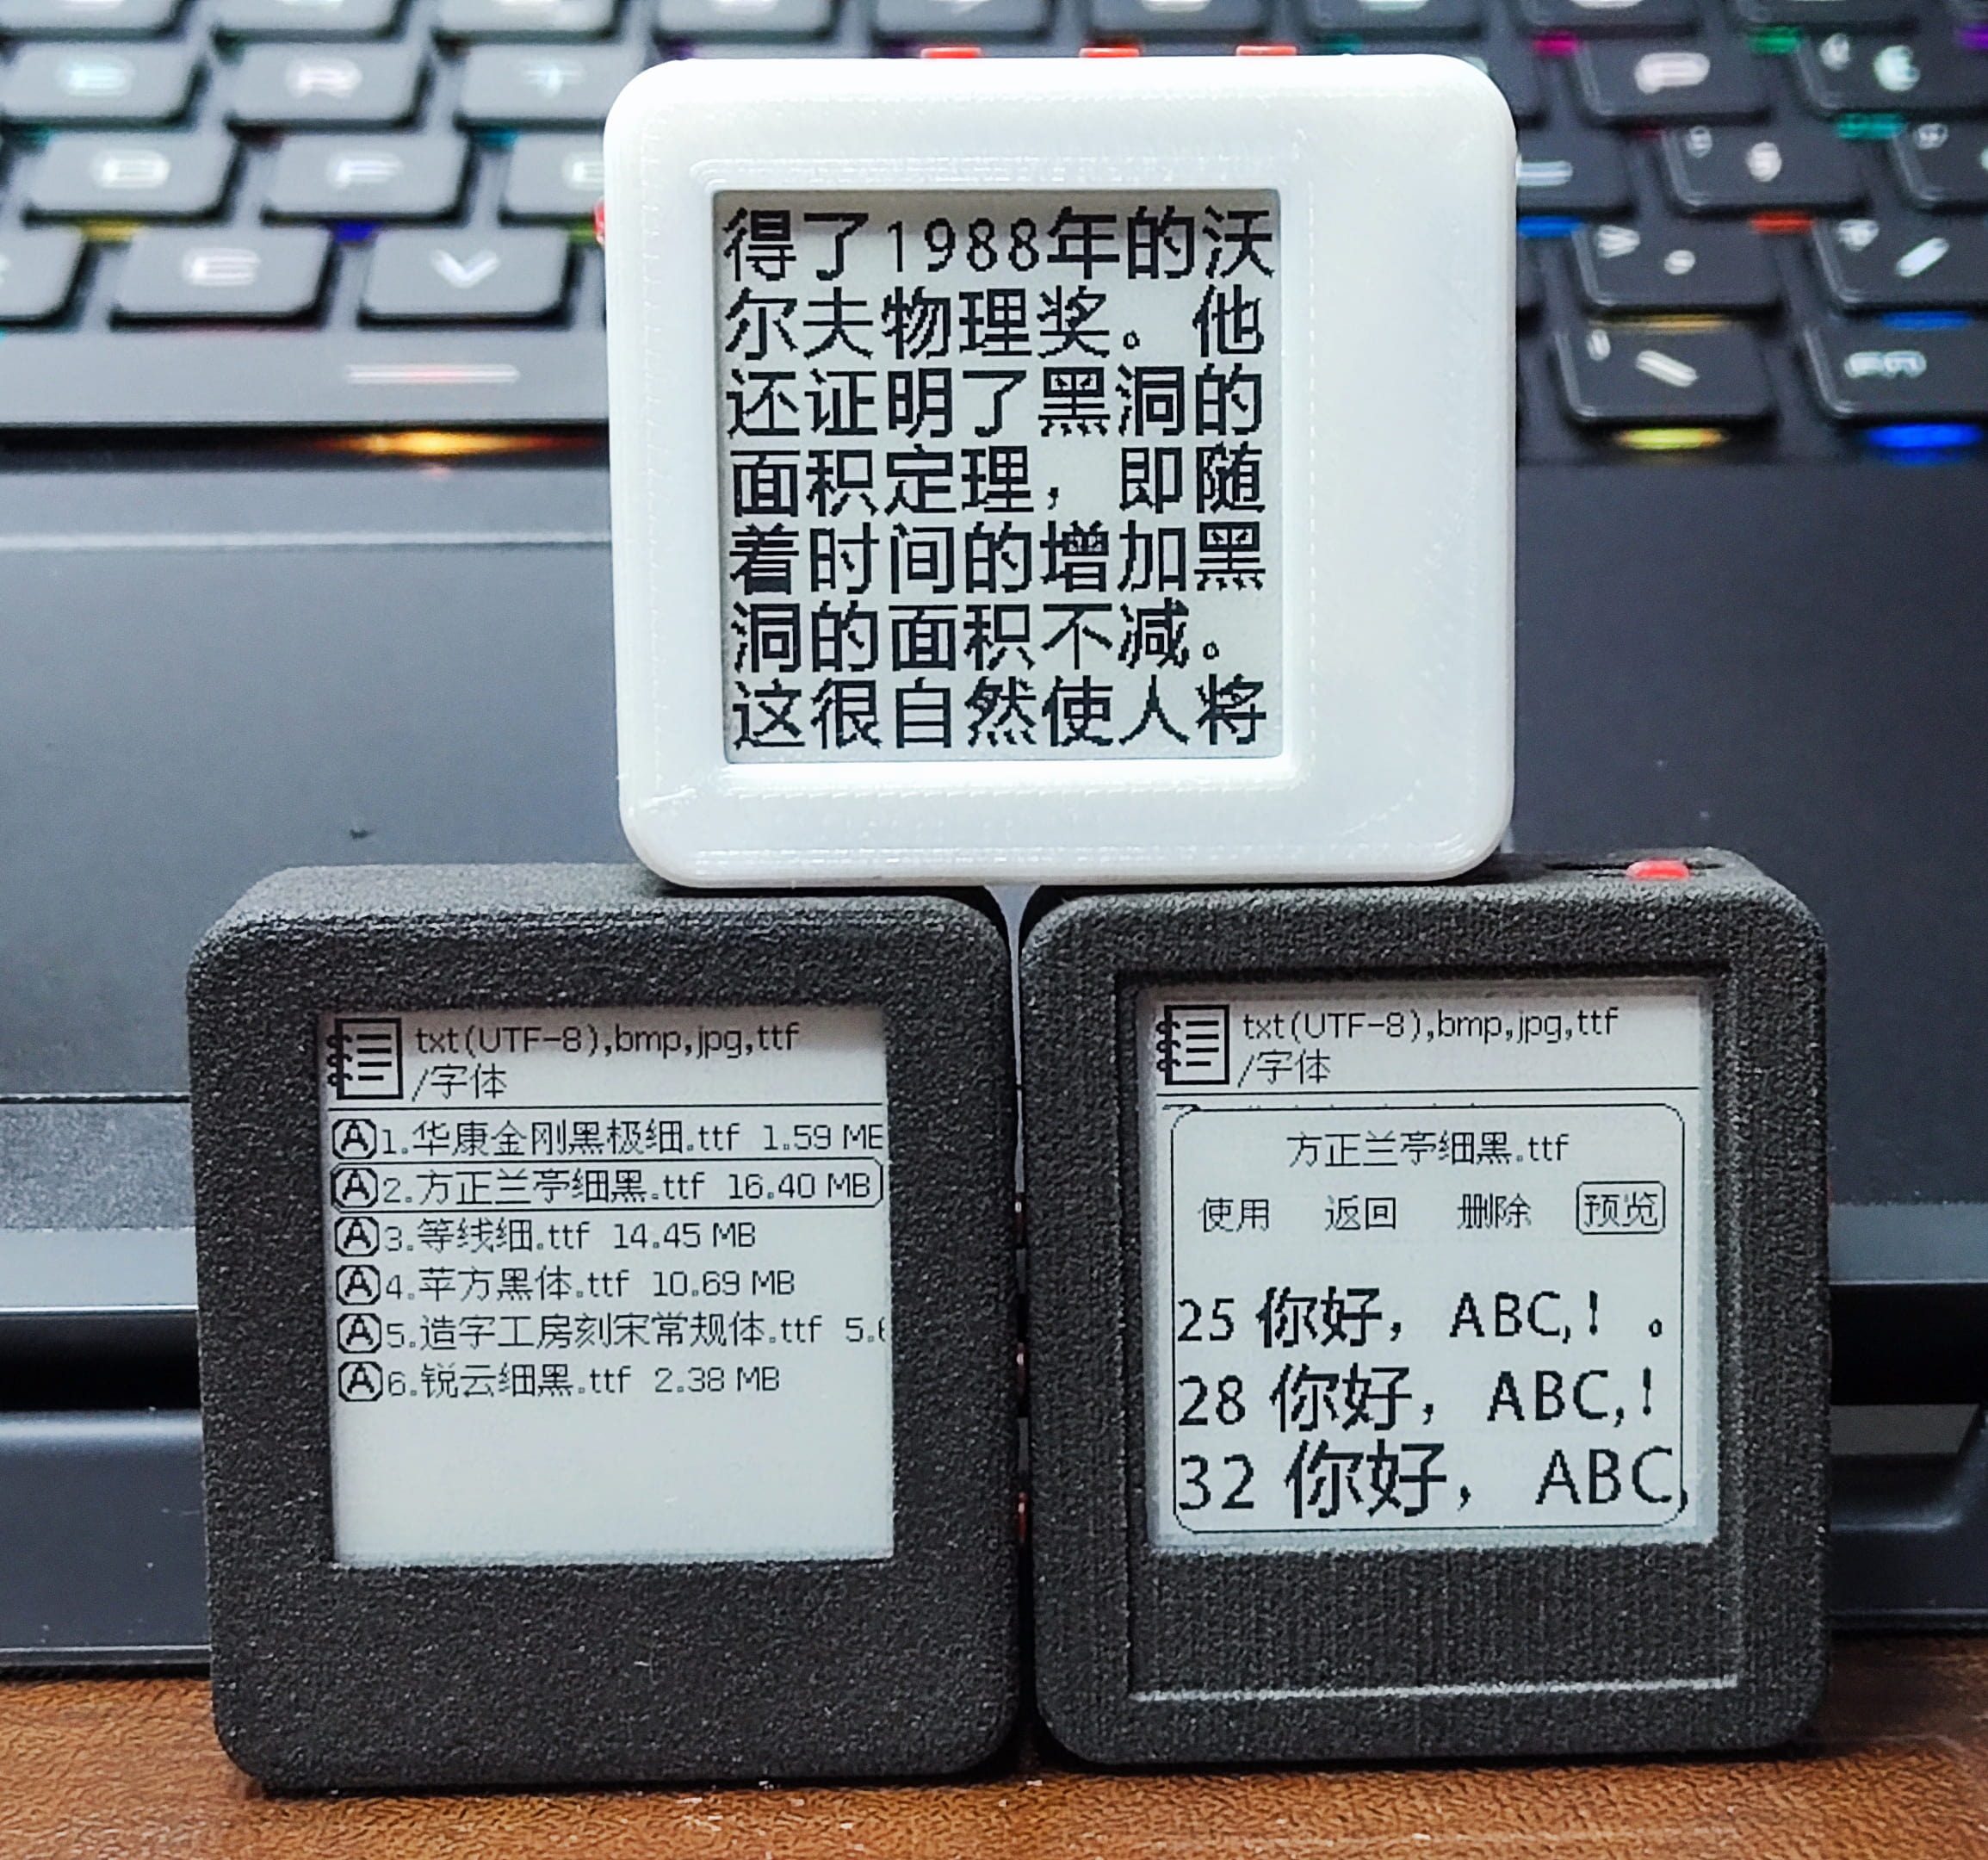 得了1988年的沃
尔夫物理奖。他
还证明了黑洞的
面积定理，即随
着时间的增加黑
洞的面积不减。
这很自然使人将
txt(UTF-8),bmp,jpg,ttf
/字体
A 1.华康金刚黑极细.ttf 1.59 MB
A 2.方正兰亭细黑.ttf 16.40 MB
A 3.等线细.ttf 14.45 MB
A 4.苹方黑体.ttf 10.69 MB
A 5.造字工房刻宋常规体.ttf 5.6
A 6.锐云细黑.ttf 2.38 MB
txt(UTF-8),bmp,jpg,ttf
/字体
方正兰亭细黑.ttf
使用 返回 删除 预览
25 你好，ABC,！。
28 你好，ABC,！
32 你好，ABC,